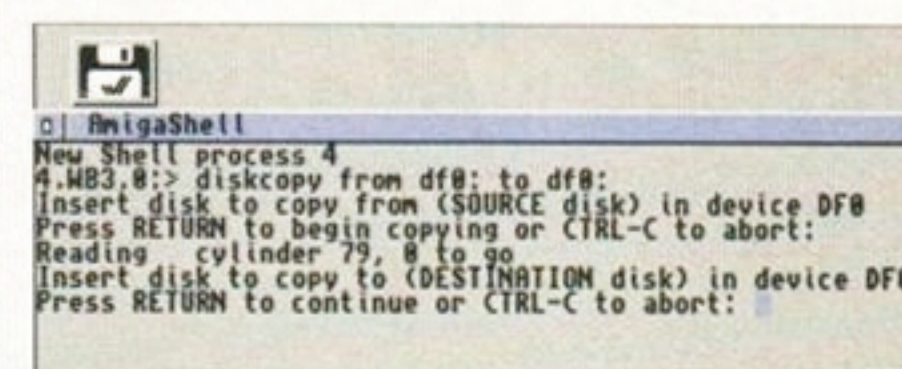 AmigaShell
New Shell process 4
4.WB3.0:> diskcopy from df0: to df0:
Insert disk to copy from (SOURCE disk) in device DF0
Press RETURN to begin copying or CTRL-C to abort:
Reading   cylinder 79, 0 to go
Insert disk to copy to (DESTINATION disk) in device DF0
Press RETURN to continue or CTRL-C to abort: